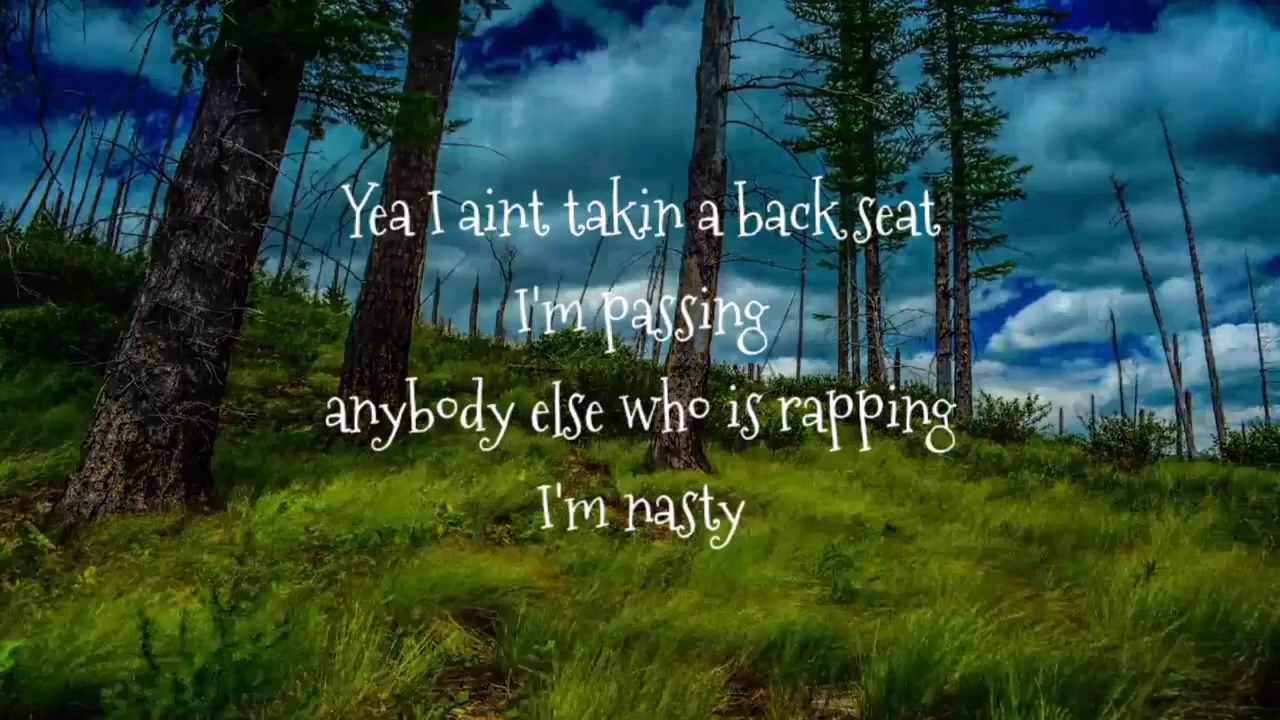 Yea I aint takin a back seat
I'm passing
anybody else who is rapping
I'm nasty